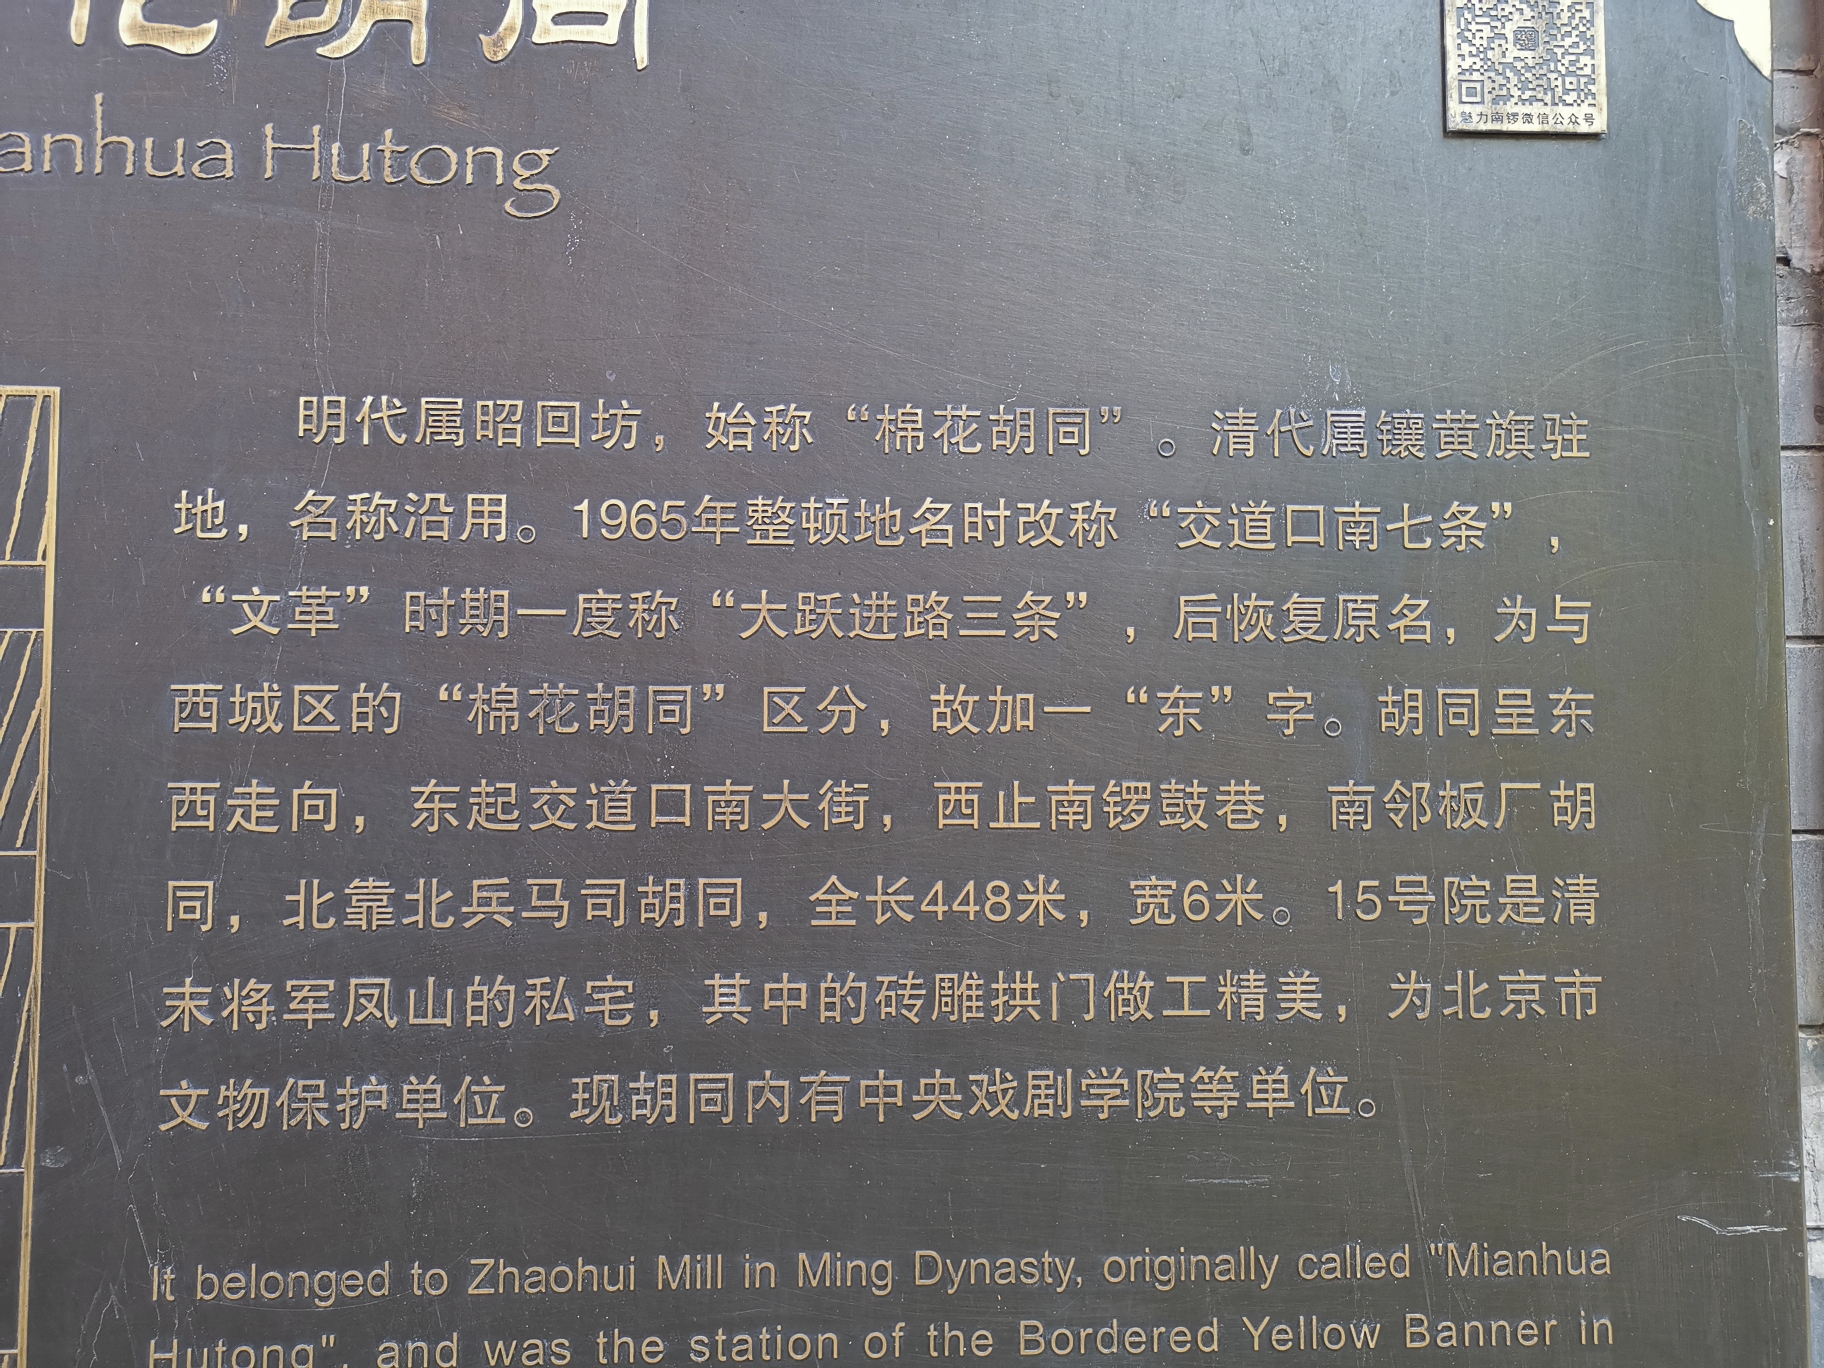 花胡同
anhua Hutong
魅力南锣微信公众号
明代属昭回坊，始称“棉花胡同”。清代属镶黄旗驻
地，名称沿用。1965年整顿地名时改称“交道口南七条”，
“文革”时期一度称“大跃进路三条”，后恢复原名，为与
西城区的“棉花胡同”区分，故加一“东”字。胡同呈东
西走向，东起交道口南大街，西止南锣鼓巷，南邻板厂胡
同，北靠北兵马司胡同，全长448米，宽6米。15号院是清
末将军凤山的私宅，其中的砖雕拱门做工精美，为北京市
文物保护单位。现胡同内有中央戏剧学院等单位。
It belonged to Zhaohui Mill in Ming Dynasty, originally called "Mianhua
Hutong", and was the station of the Bordered Yellow Banner in